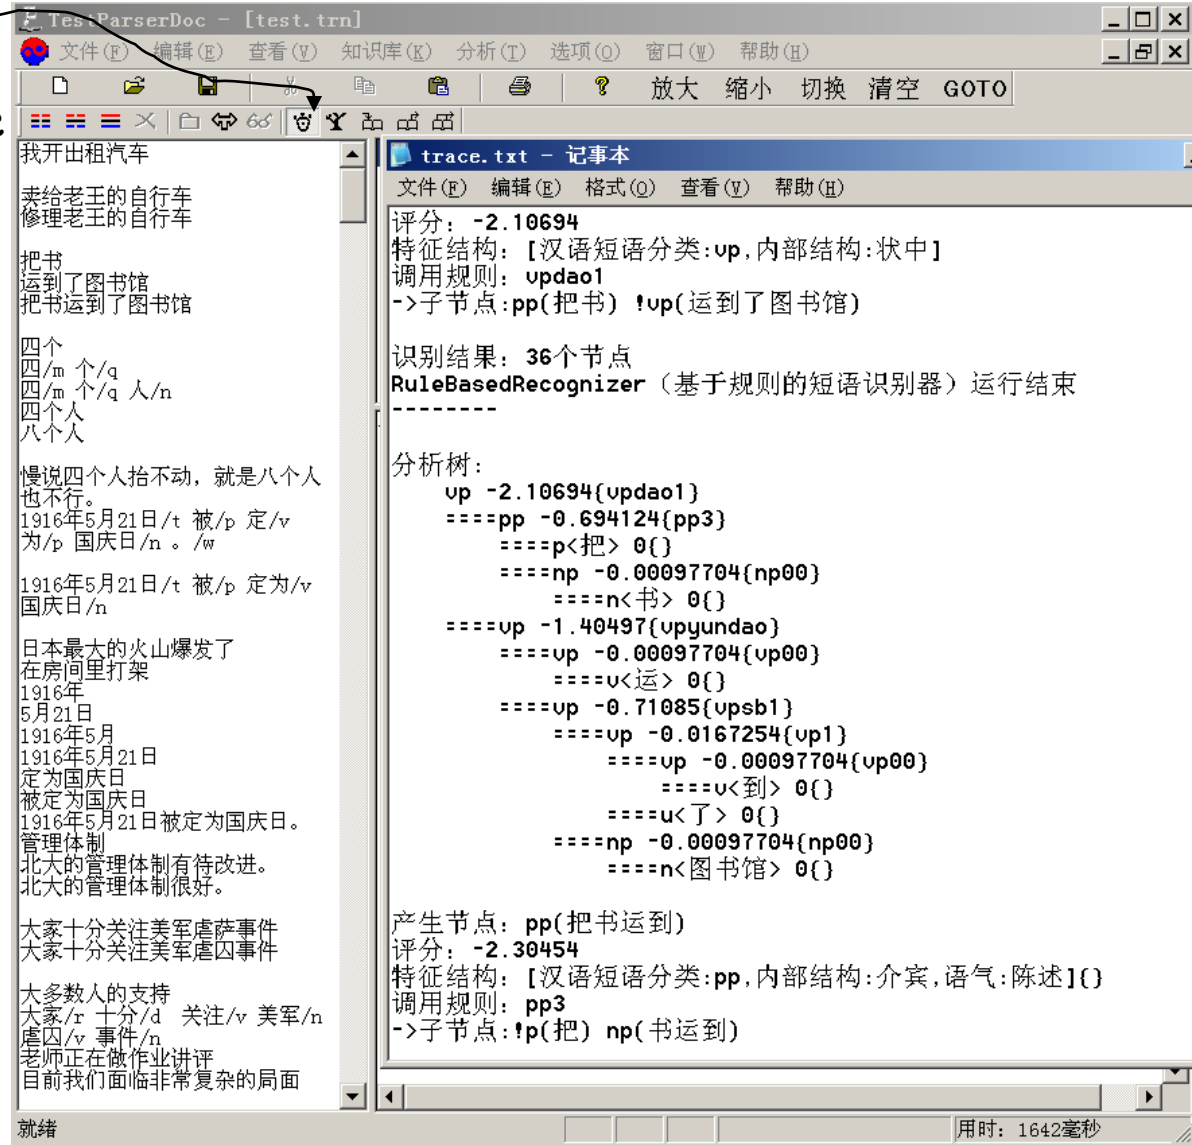 TestParserDoc - [test.trn]
文件(F) 编辑(E) 查看(V) 知识库(K) 分析(T) 选项(O) 窗口(W) 帮助(H)
放大 缩小 切换 清空 GOTO
我开出租汽车
卖给老王的自行车
修理老王的自行车
把书
运到了图书馆
把书运到了图书馆
四个
四/m 个/q
四/m 个/q 人/n
四个人
八个人
慢说四个人抬不动，就是八个人
也不行。
1916年5月21日/t 被/p 定/v
为/p 国庆日/n 。/w
1916年5月21日/t 被/p 定为/v
国庆日/n
日本最大的火山爆发了
在房间里打架
1916年
5月21日
1916年5月
1916年5月21日
定为国庆日
被定为国庆日
1916年5月21日被定为国庆日。
管理体制
北大的管理体制有待改进。
北大的管理体制很好。
大家十分关注美军虐萨事件
大家十分关注美军虐囚事件
大多数人的支持
大家/r 十分/d 关注/v 美军/n
虐囚/v 事件/n
老师正在做作业讲评
目前我们面临非常复杂的局面
trace.txt - 记事本
文件(F) 编辑(E) 格式(O) 查看(V) 帮助(H)
评分: -2.10694
特征结构: [汉语短语分类:vp,内部结构:状中]
调用规则: vpdao1
->子节点:pp(把书) !vp(运到了图书馆)
识别结果: 36个节点
RuleBasedRecognizer（基于规则的短语识别器）运行结束
--------
分析树:
vp -2.10694{vpdao1}
====pp -0.694124{pp3}
====p<把> 0{}
====np -0.00097704{np00}
====n<书> 0{}
====vp -1.40497{vpyundao}
====vp -0.00097704{vp00}
====v<运> 0{}
====vp -0.71085{vpsb1}
====vp -0.0167254{vp1}
====vp -0.00097704{vp00}
====v<到> 0{}
====u<了> 0{}
====np -0.00097704{np00}
====n<图书馆> 0{}
产生节点: pp(把书运到)
评分: -2.30454
特征结构: [汉语短语分类:pp,内部结构:介宾,语气:陈述]{}
调用规则: pp3
->子节点:!p(把) np(书运到)
就绪
用时: 1642毫秒